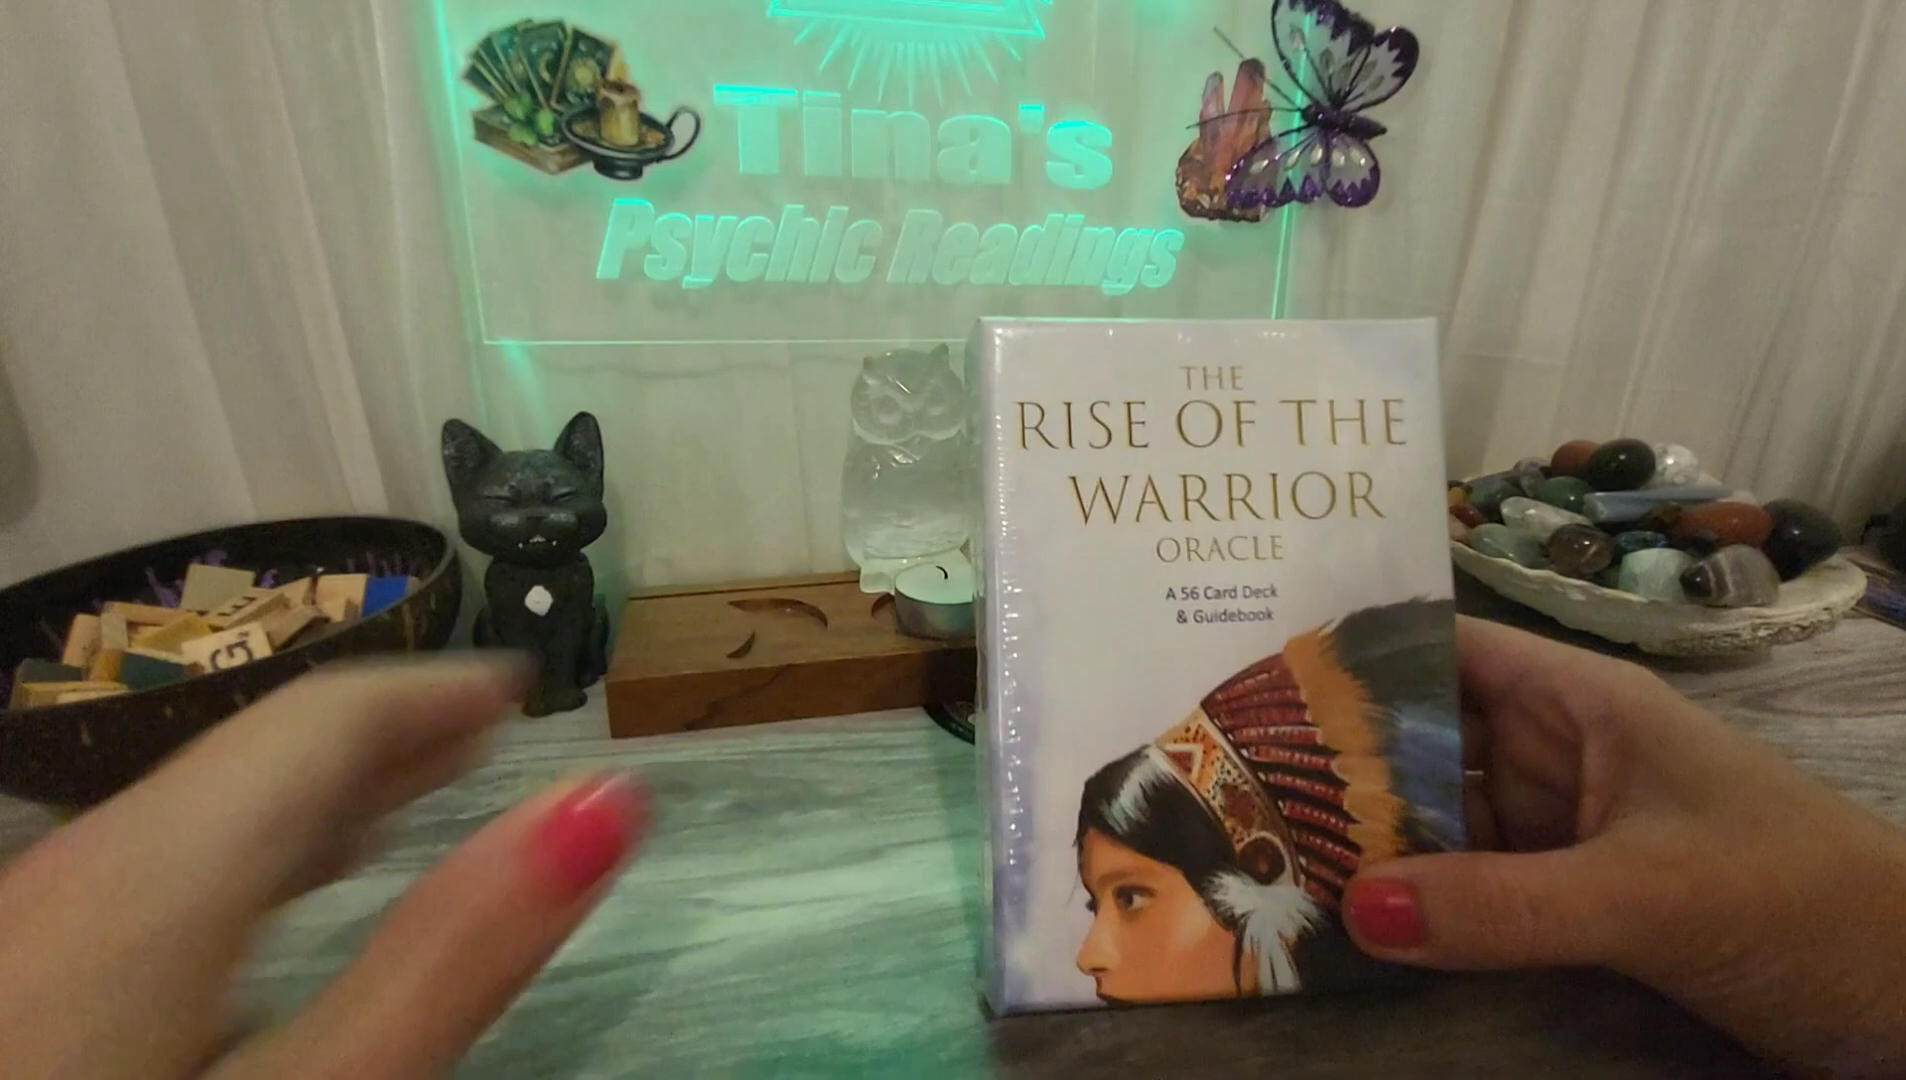 Tina's
Psychic Readings
THE
RISE OF THE
WARRIOR
ORACLE
A 56 Card Deck
& Guidebook
G